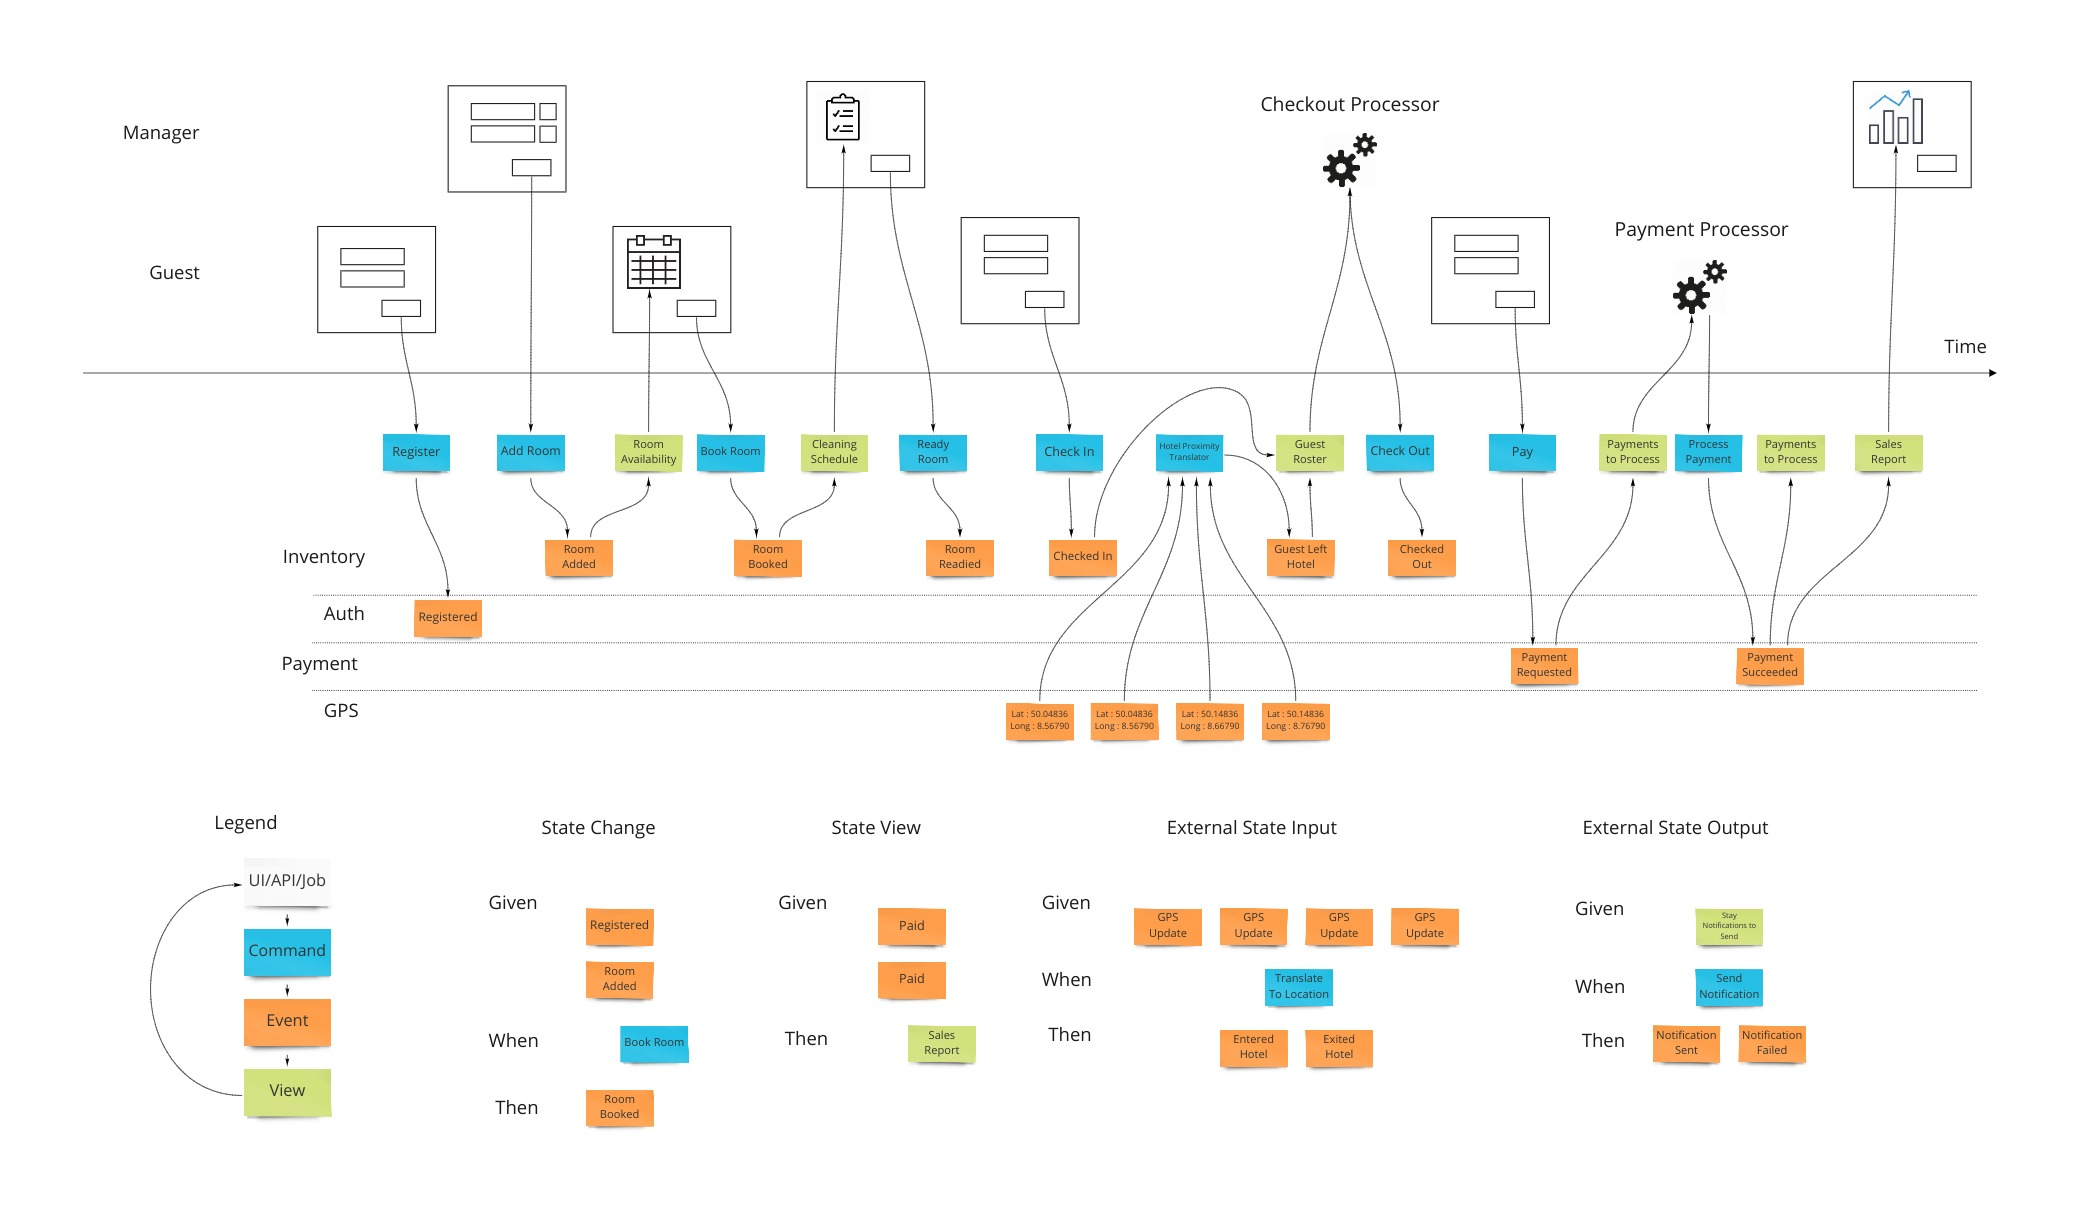 Checkout Processor
Manager
Payment Processor
Guest
Time
Register
Add Room
Room
Availability
Book Room
Cleaning
Schedule
Ready
Room
Check In
Hotel Proximity
Translator
Guest
Roster
Check Out
Pay
Payments
to Process
Process
Payment
Payments
to Process
Sales
Report
Inventory
Room
Added
Room
Booked
Room
Readied
Checked In
Guest Left
Hotel
Checked
Out
Auth
Registered
Payment
Payment
Requested
Payment
Succeeded
GPS
Lat : 50.04836
Long : 8.56790
Lat : 50.04836
Long : 8.56790
Lat : 50.14836
Long : 8.66790
Lat : 50.14836
Long : 8.76790
Legend
UI/API/Job
Command
Event
View
State Change
Given
Registered
Room
Added
When
Book Room
Then
Room
Booked
State View
Given
Paid
Paid
Then
Sales
Report
External State Input
Given
GPS
Update
GPS
Update
GPS
Update
GPS
Update
When
Translate
To Location
Then
Entered
Hotel
Exited
Hotel
External State Output
Given
Stay
Notifications to
Send
When
Send
Notification
Then
Notification
Sent
Notification
Failed